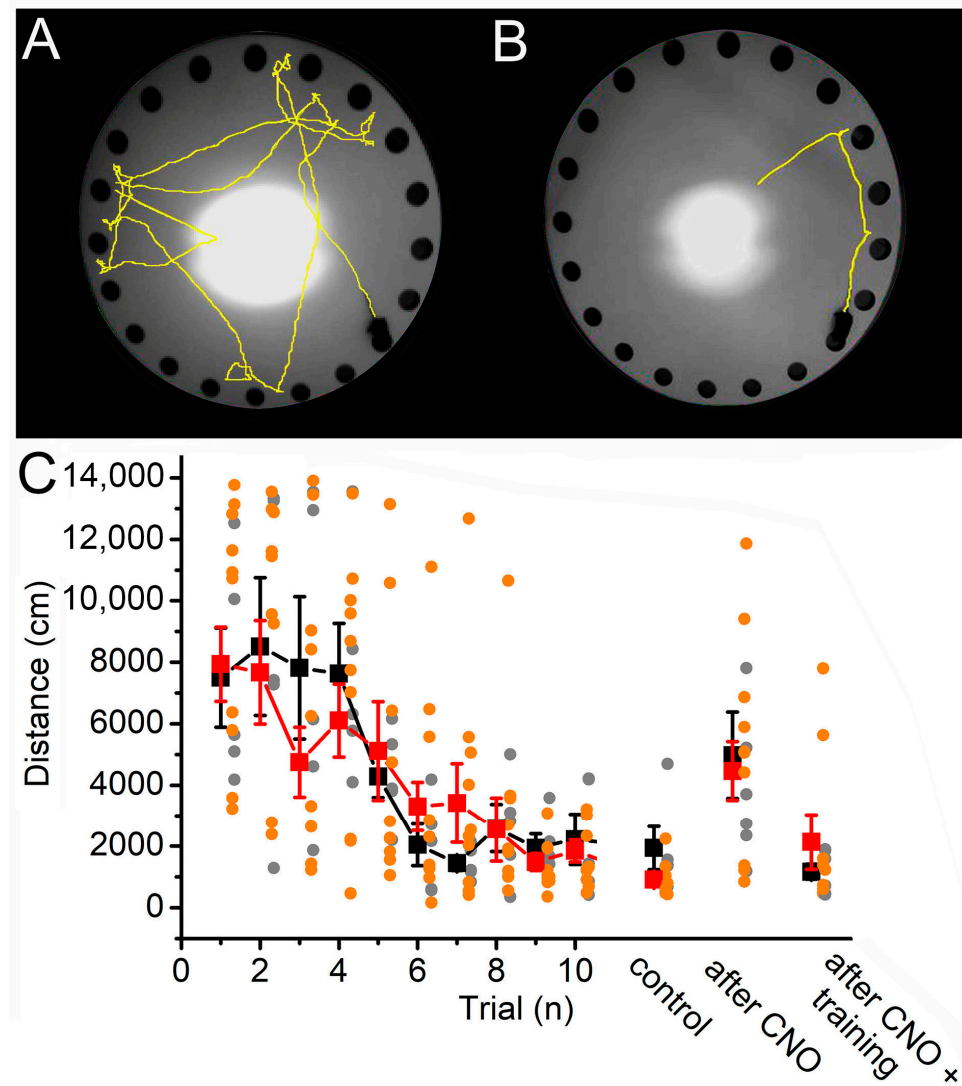 A
B
C
14,000
12,000
10,000
8000
6000
4000
2000
0
Distance (cm)
0 2 4 6 8 10
Trial (n)
control
after CNO
after CNO +
training